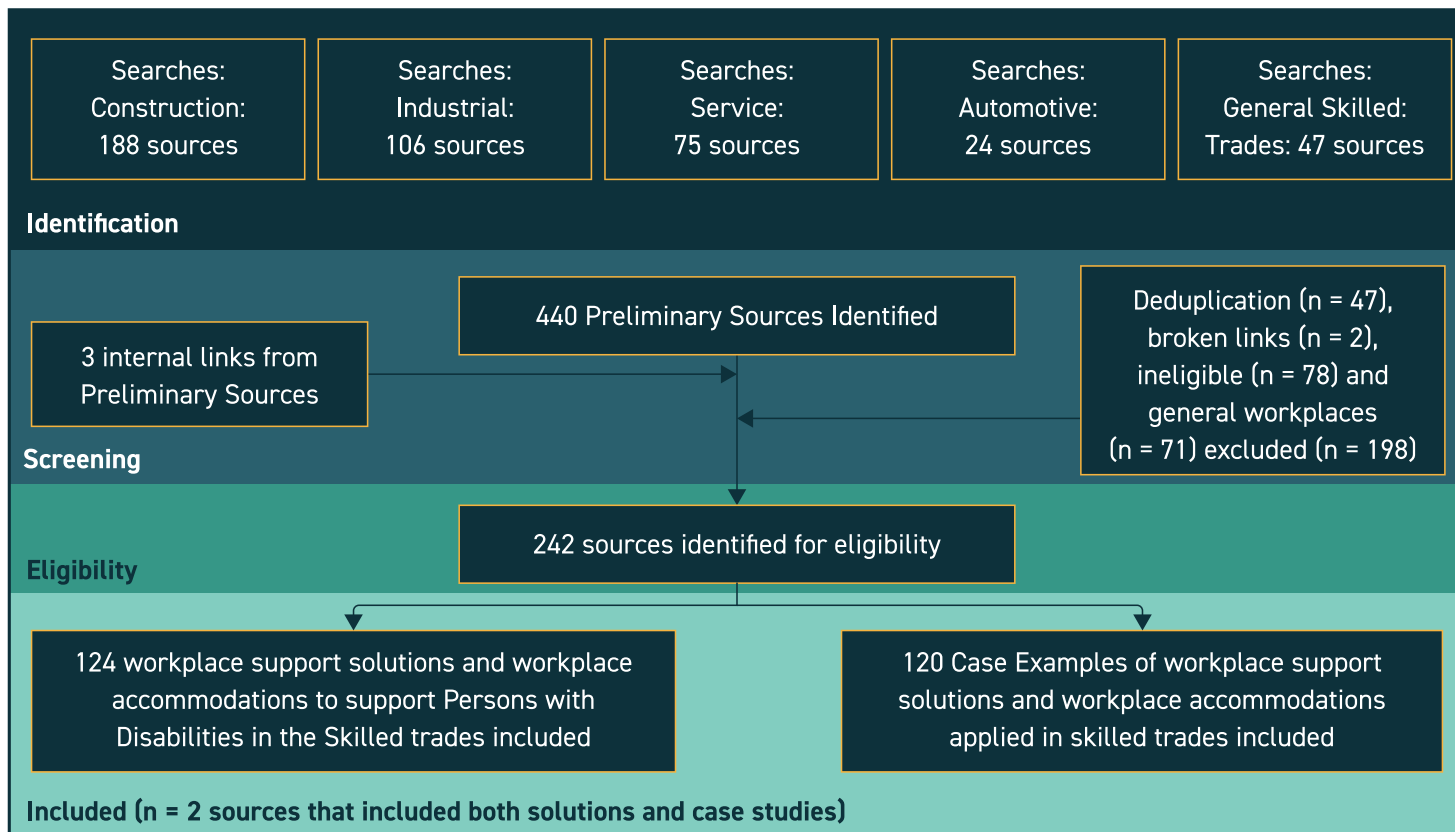 Searches:
Construction:
188 sources
Searches:
Industrial:
106 sources
Searches:
Service:
75 sources
Searches:
Automotive:
24 sources
Searches:
General Skilled:
Trades: 47 sources
Identification
440 Preliminary Sources Identified
3 internal links from
Preliminary Sources
Deduplication (n = 47),
broken links (n = 2),
ineligible (n = 78) and
general workplaces
(n = 71) excluded (n = 198)
Screening
242 sources identified for eligibility
Eligibility
124 workplace support solutions and workplace
accommodations to support Persons with
Disabilities in the Skilled trades included
120 Case Examples of workplace support
solutions and workplace accommodations
applied in skilled trades included
Included (n = 2 sources that included both solutions and case studies)